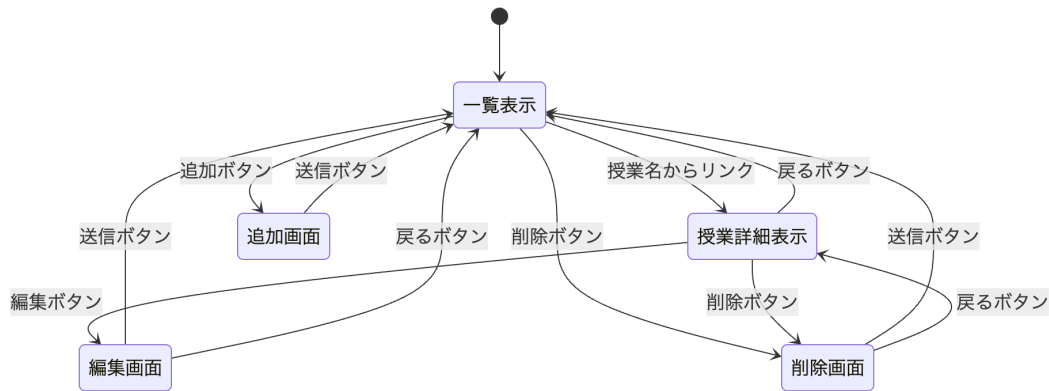 一覧表示
追加ボタン
送信ボタン
授業名からリンク
戻るボタン
送信ボタン
追加画面
戻るボタン
削除ボタン
授業詳細表示
送信ボタン
編集ボタン
削除ボタン
戻るボタン
編集画面
削除画面